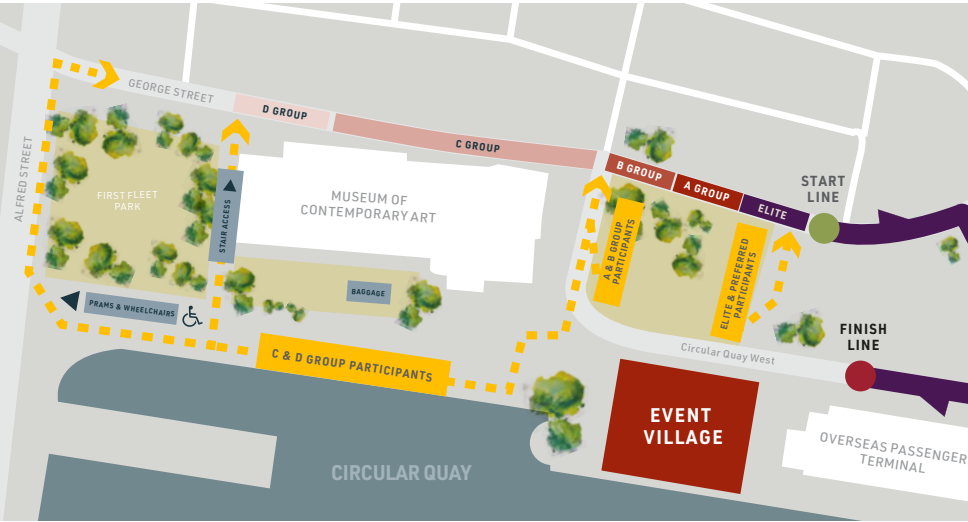 GEORGE STREET
D GROUP
C GROUP
B GROUP
A GROUP
ELITE
START
LINE
ALFRED STREET
FIRST FLEET
PARK
STAIR ACCESS
MUSEUM OF
CONTEMPORARY ART
A & B GROUP
PARTICIPANTS
ELITE & PREFERRED
PARTICIPANTS
BAGGAGE
PRAMS & WHEELCHAIRS
C & D GROUP PARTICIPANTS
Circular Quay West
FINISH
LINE
EVENT
VILLAGE
OVERSEAS PASSENGER
TERMINAL
CIRCULAR QUAY